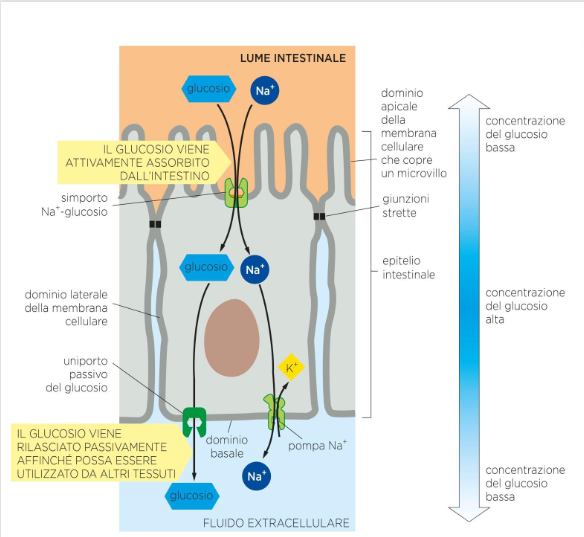 LUME INTESTINALE
glucosio
Na+
IL GLUCOSIO VIENE
ATTIVAMENTE ASSORBITO
DALL'INTESTINO
dominio
apicale
della
membrana
cellulare
che copre
un microvillo
concentrazione
del glucosio
bassa
simporto
Na+-glucosio
giunzioni
strette
glucosio
Na+
epitelio
intestinale
dominio laterale
della membrana
cellulare
concentrazione
del glucosio
alta
uniporto
passivo
del glucosio
K+
IL GLUCOSIO VIENE
RILASCIATO PASSIVAMENTE
AFFINCHÉ POSSA ESSERE
UTILIZZATO DA ALTRI TESSUTI
dominio
basale
pompa Na+
glucosio
Na+
concentrazione
del glucosio
bassa
FLUIDO EXTRACELLULARE